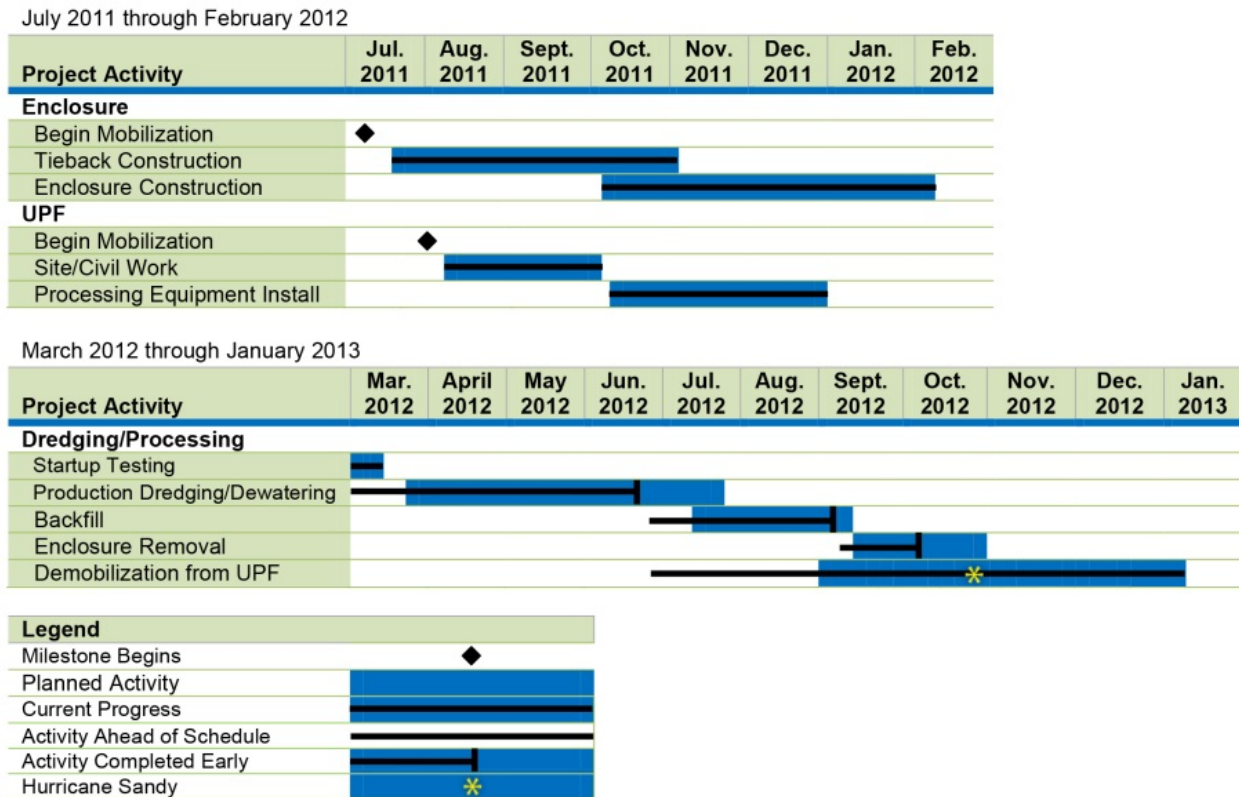 July 2011 through February 2012
Project Activity Jul. 2011 Aug. 2011 Sept. 2011 Oct. 2011 Nov. 2011 Dec. 2011 Jan. 2012 Feb. 2012
Enclosure
Begin Mobilization
Tieback Construction
Enclosure Construction
UPF
Begin Mobilization
Site/Civil Work
Processing Equipment Install
March 2012 through January 2013
Project Activity Mar. 2012 April 2012 May 2012 Jun. 2012 Jul. 2012 Aug. 2012 Sept. 2012 Oct. 2012 Nov. 2012 Dec. 2012 Jan. 2013
Dredging/Processing
Startup Testing
Production Dredging/Dewatering
Backfill
Enclosure Removal
Demobilization from UPF
Legend
Milestone Begins
Planned Activity
Current Progress
Activity Ahead of Schedule
Activity Completed Early
Hurricane Sandy